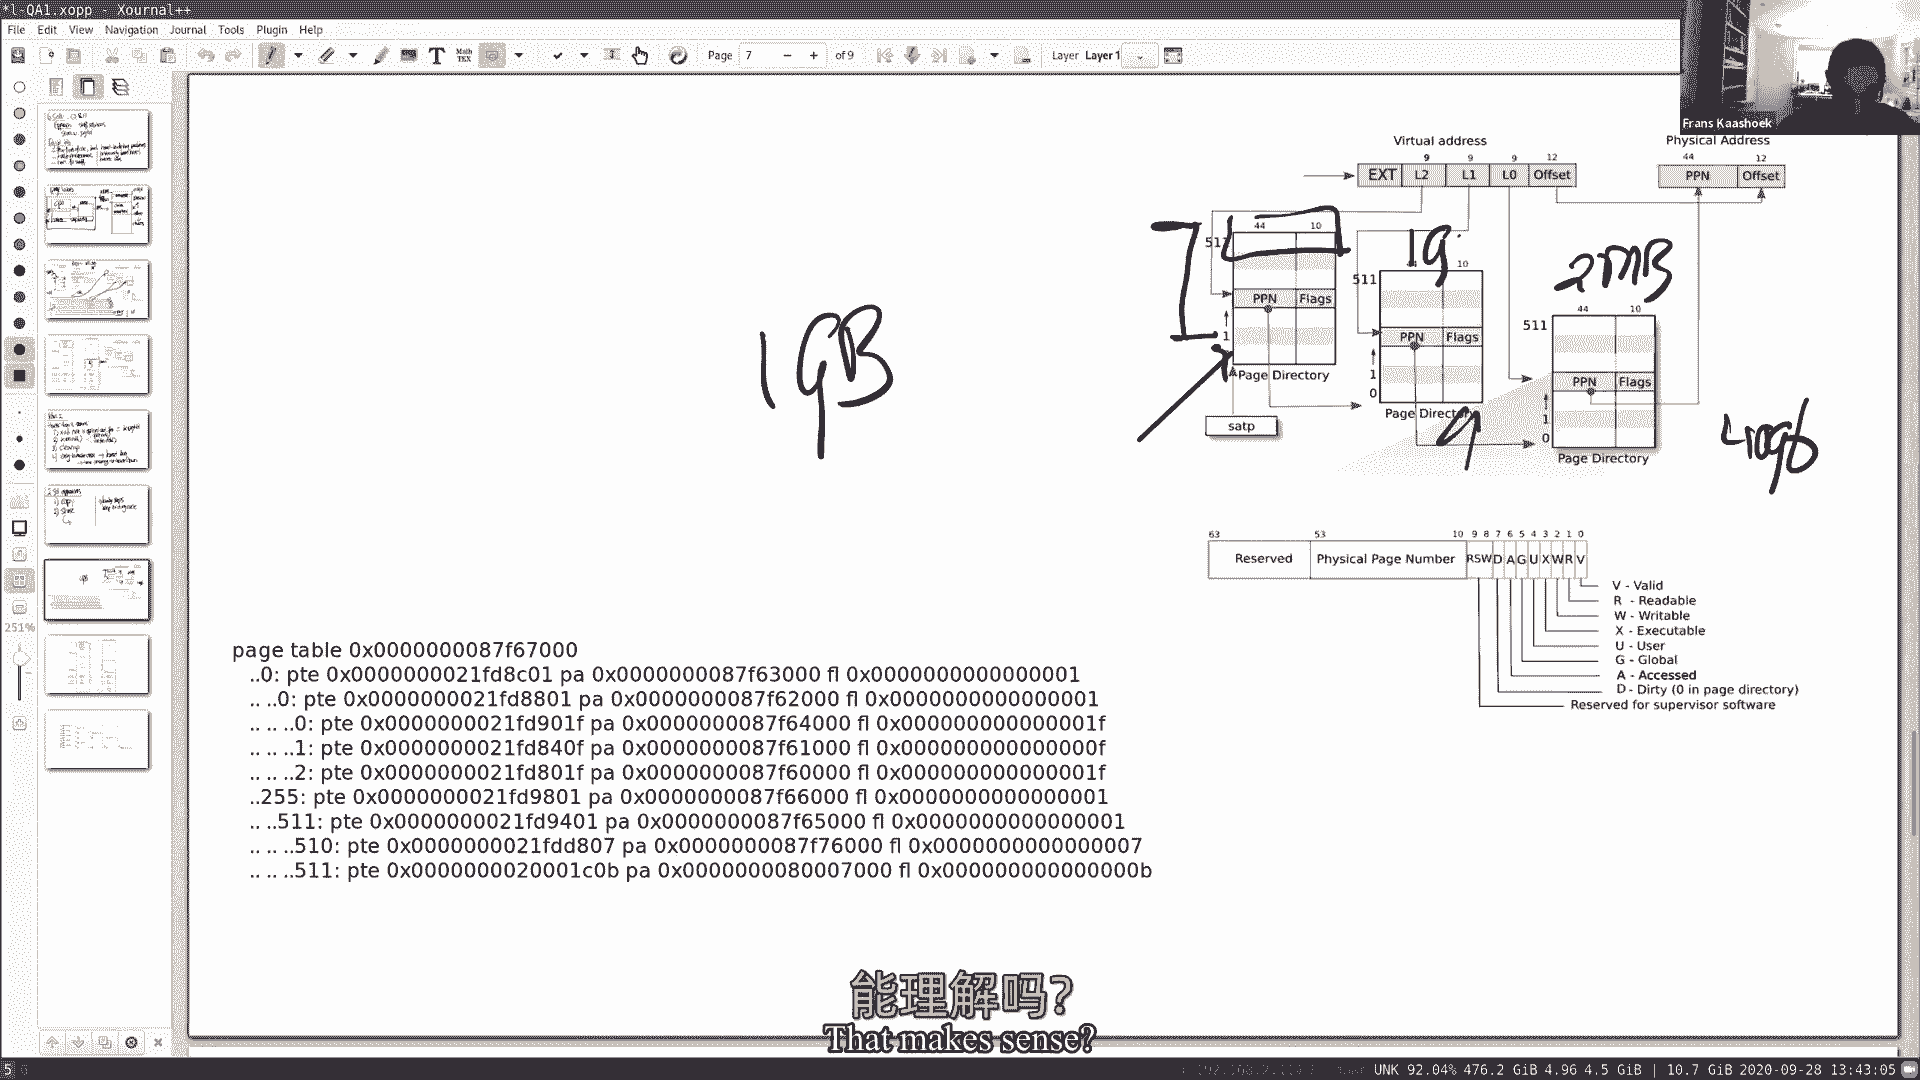 *l-QA1.xopp - Xournal++
File Edit View Navigation Journal Tools Plugin Help
Page 7 − + of 9 Layer Layer 1
Frans Kaashoek
251%
Virtual address
9 9 9 12
EXT L2 L1 L0 Offset
Physical Address
44 12
PPN Offset
44 10
511
PPN Flags
1
Page Directory
satp
1g
10
511
PPN Flags
1
0
Page Directory
9
2MB
44 10
511
PPN Flags
1
0
Page Directory
4096
1GB
63 53 10 9 8 7 6 5 4 3 2 1 0
Reserved Physical Page Number RSW D A G U X W R V
V - Valid
R - Readable
W - Writable
X - Executable
U - User
G - Global
A - Accessed
D - Dirty (0 in page directory)
Reserved for supervisor software
page table 0x0000000087f67000
..0: pte 0x0000000021fd8c01 pa 0x0000000087f63000 fl 0x0000000000000001
.. ..0: pte 0x0000000021fd8801 pa 0x0000000087f62000 fl 0x0000000000000001
.. .. ..0: pte 0x0000000021fd901f pa 0x0000000087f64000 fl 0x000000000000001f
.. .. ..1: pte 0x0000000021fd840f pa 0x0000000087f61000 fl 0x000000000000000f
.. .. ..2: pte 0x0000000021fd801f pa 0x0000000087f60000 fl 0x000000000000001f
..255: pte 0x0000000021fd9801 pa 0x0000000087f66000 fl 0x0000000000000001
.. ..511: pte 0x0000000021fd9401 pa 0x0000000087f65000 fl 0x0000000000000001
.. .. ..510: pte 0x0000000021fdd807 pa 0x0000000087f76000 fl 0x0000000000000007
.. .. ..511: pte 0x0000000020001c0b pa 0x0000000080007000 fl 0x000000000000000b
能理解吗?
That makes sense?
5 UNK 92.04% 476.2 GiB 4.96 4.5 GiB | 10.7 GiB 2020-09-28 13:43:05